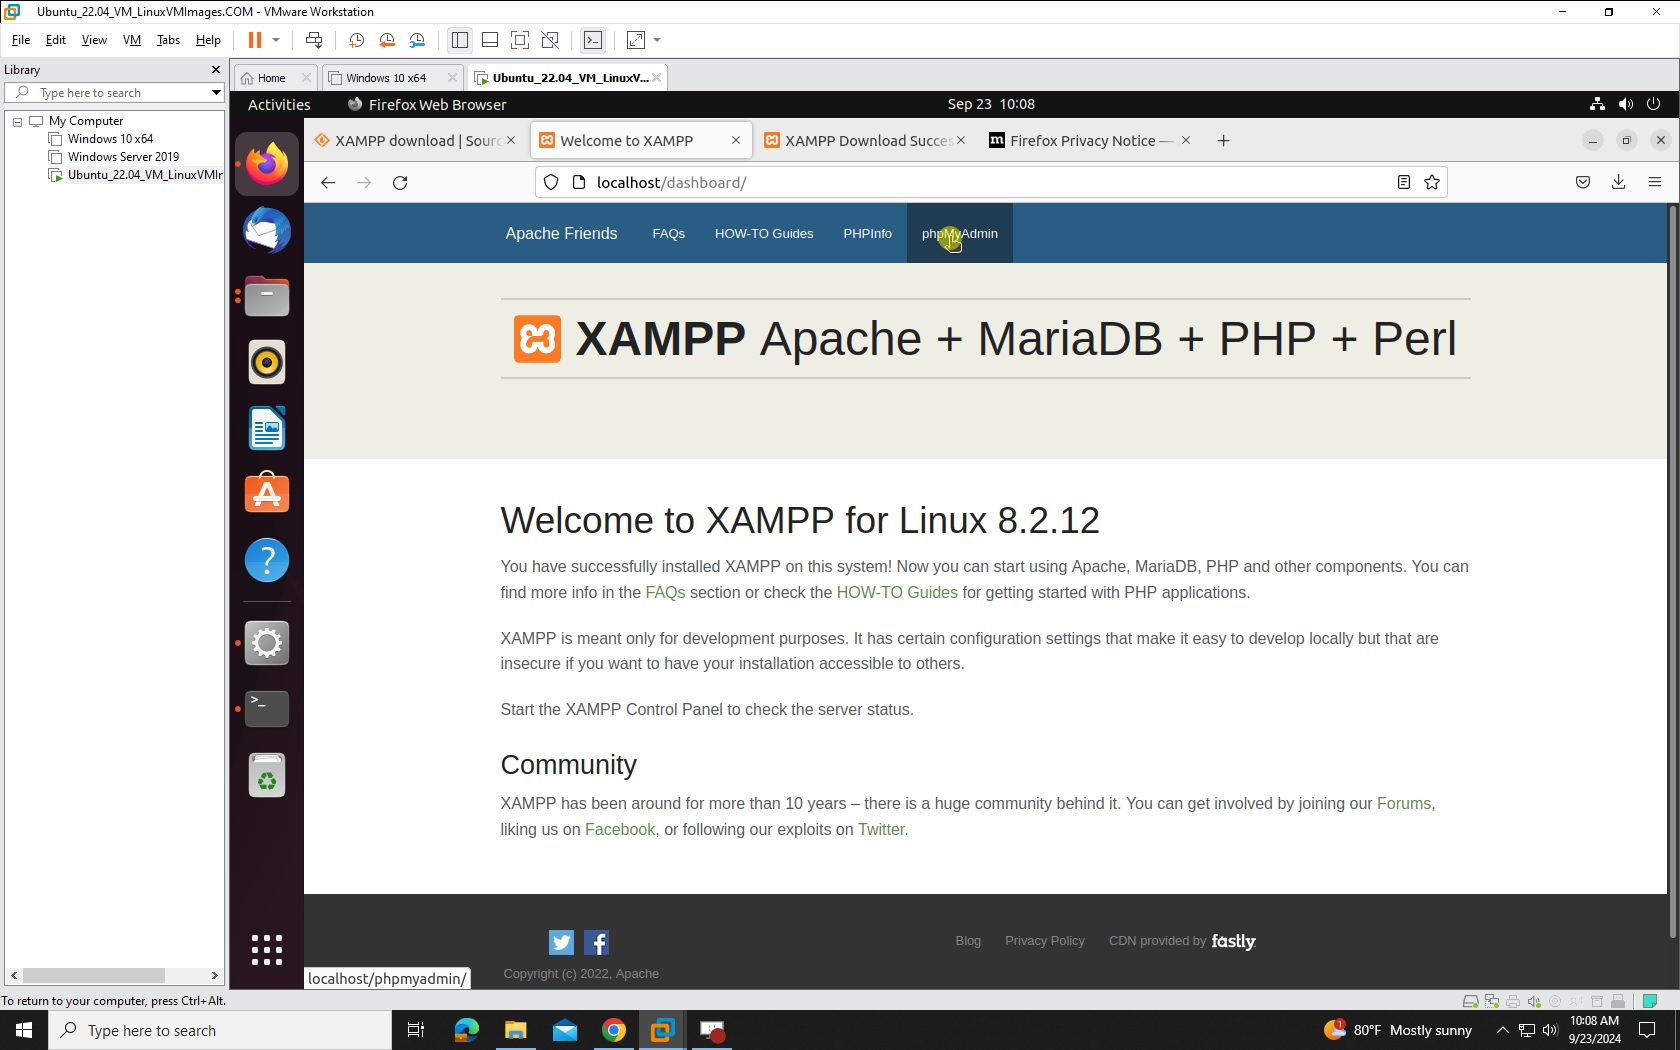 Ubuntu_22.04_VM_LinuxVMImages.COM - VMware Workstation
File Edit View VM Tabs Help
Library
Type here to search
My Computer
Windows 10 x64
Windows Server 2019
Ubuntu_22.04_VM_LinuxVMIr
Home
Windows 10 x64
Ubuntu_22.04_VM_LinuxV...
Activities
Firefox Web Browser
Sep 23 10:08
XAMPP download | Sourc
Welcome to XAMPP
XAMPP Download Succes
Firefox Privacy Notice —
localhost/dashboard/
Apache Friends
FAQs
HOW-TO Guides
PHPInfo
phpMyAdmin
XAMPP Apache + MariaDB + PHP + Perl
Welcome to XAMPP for Linux 8.2.12
You have successfully installed XAMPP on this system! Now you can start using Apache, MariaDB, PHP and other components. You can
find more info in the FAQs section or check the HOW-TO Guides for getting started with PHP applications.
XAMPP is meant only for development purposes. It has certain configuration settings that make it easy to develop locally but that are
insecure if you want to have your installation accessible to others.
Start the XAMPP Control Panel to check the server status.
Community
XAMPP has been around for more than 10 years – there is a huge community behind it. You can get involved by joining our Forums,
liking us on Facebook, or following our exploits on Twitter.
Blog
Privacy Policy
CDN provided by fastly
Copyright (c) 2022, Apache
localhost/phpmyadmin/
To return to your computer, press Ctrl+Alt.
Type here to search
1
80°F Mostly sunny
10:08 AM
9/23/2024